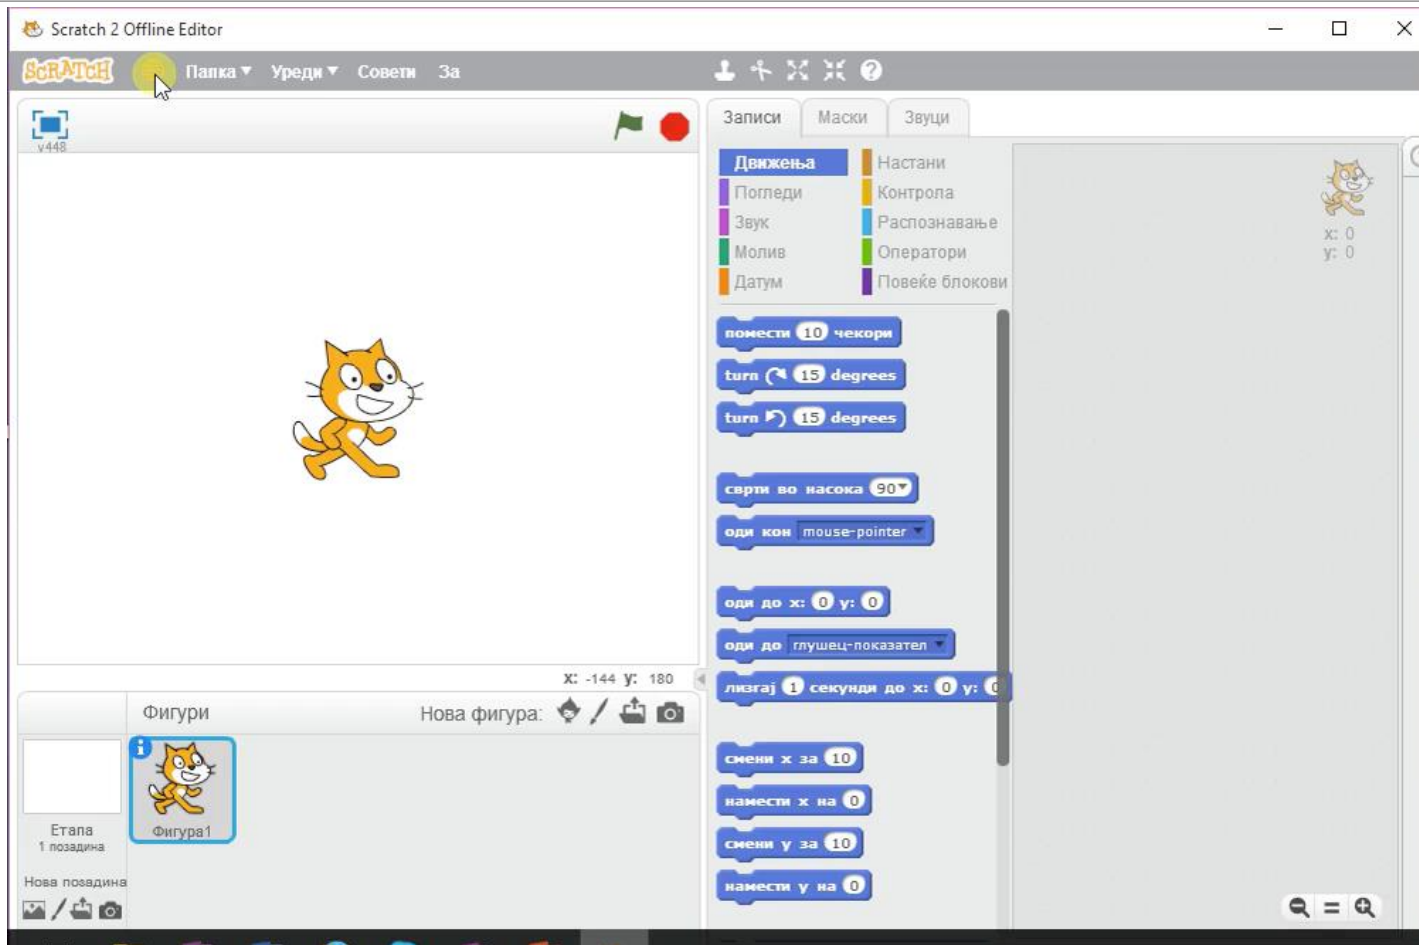 Scratch 2 Offline Editor
SCRATCH Папка Уреди Совети За
v448
Записи Маски Звуци
Движења Настани
Погледи Контрола
Звук Распознавање
Молив Оператори
Датум Повеќе блокови
x: 0
y: 0
помести 10 чекори
turn 15 degrees
turn 15 degrees
сврти во насока 90
оди кон mouse-pointer
оди до x: 0 y: 0
оди до глушец-показател
лизгај 1 секунди до x: 0 y: 0
смени x за 10
намести x на 0
смени y за 10
намести y на 0
x: -144 y: 180
Фигури Нова фигура:
Фигура1
Етапа
1 позадина
Нова позадина